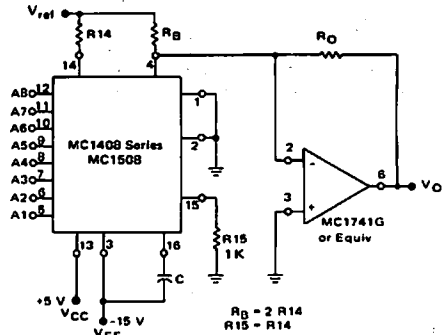 Vref
R14
RB
RO
14
4
A8 12
A7 11
A6 10
A5 9
A4 8
A3 7
A2 6
A1 5
MC1408 Series
MC1508
1
2
15
R15
1 K
2
-
3
+
6
VO
MC1741G
or Equiv
13
3
16
C
+5 V
VCC
-15 V
VEE
RB = 2 R14
R15 = R14